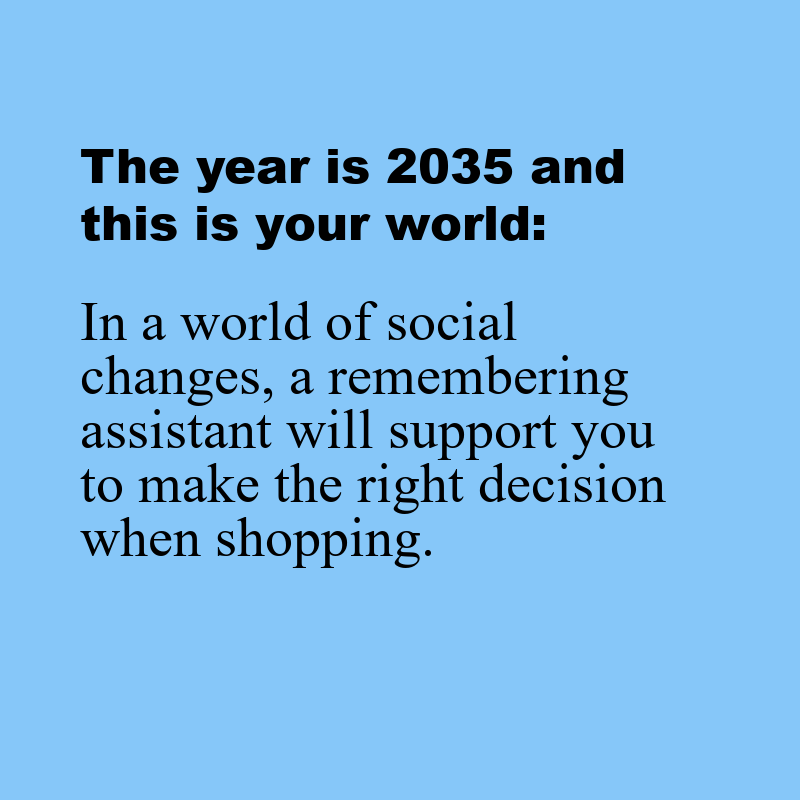 The year is 2035 and
this is your world:
In a world of social
changes, a remembering
assistant will support you
to make the right decision
when shopping.